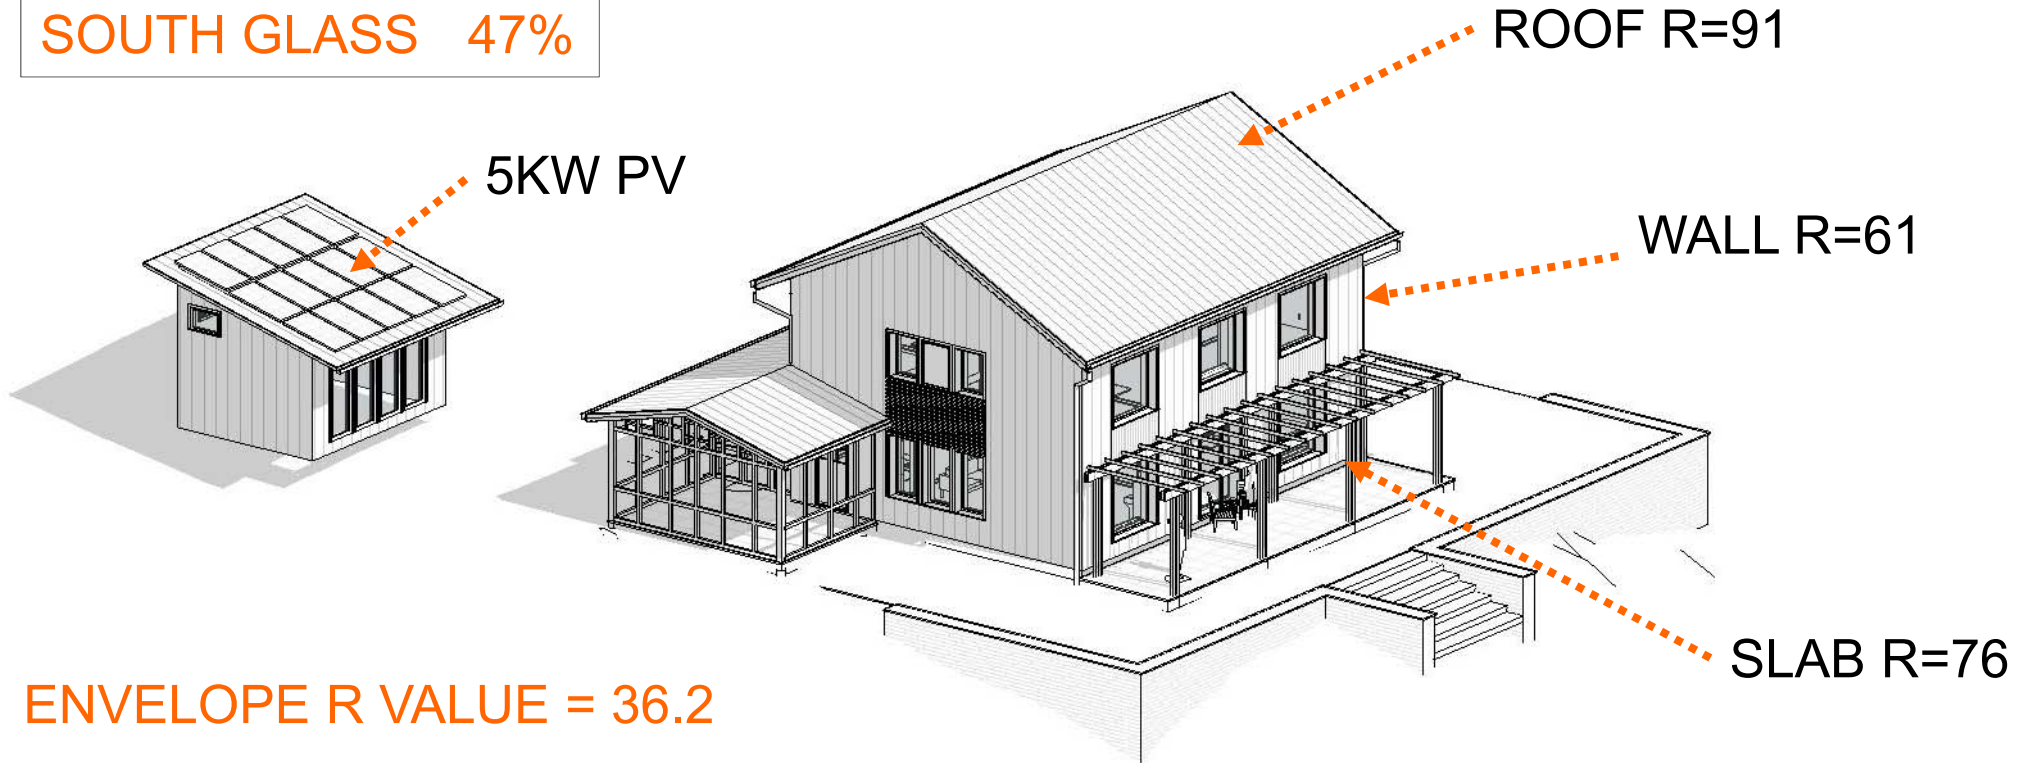 SOUTH GLASS 47%
ROOF R=91
5KW PV
WALL R=61
SLAB R=76
ENVELOPE R VALUE = 36.2